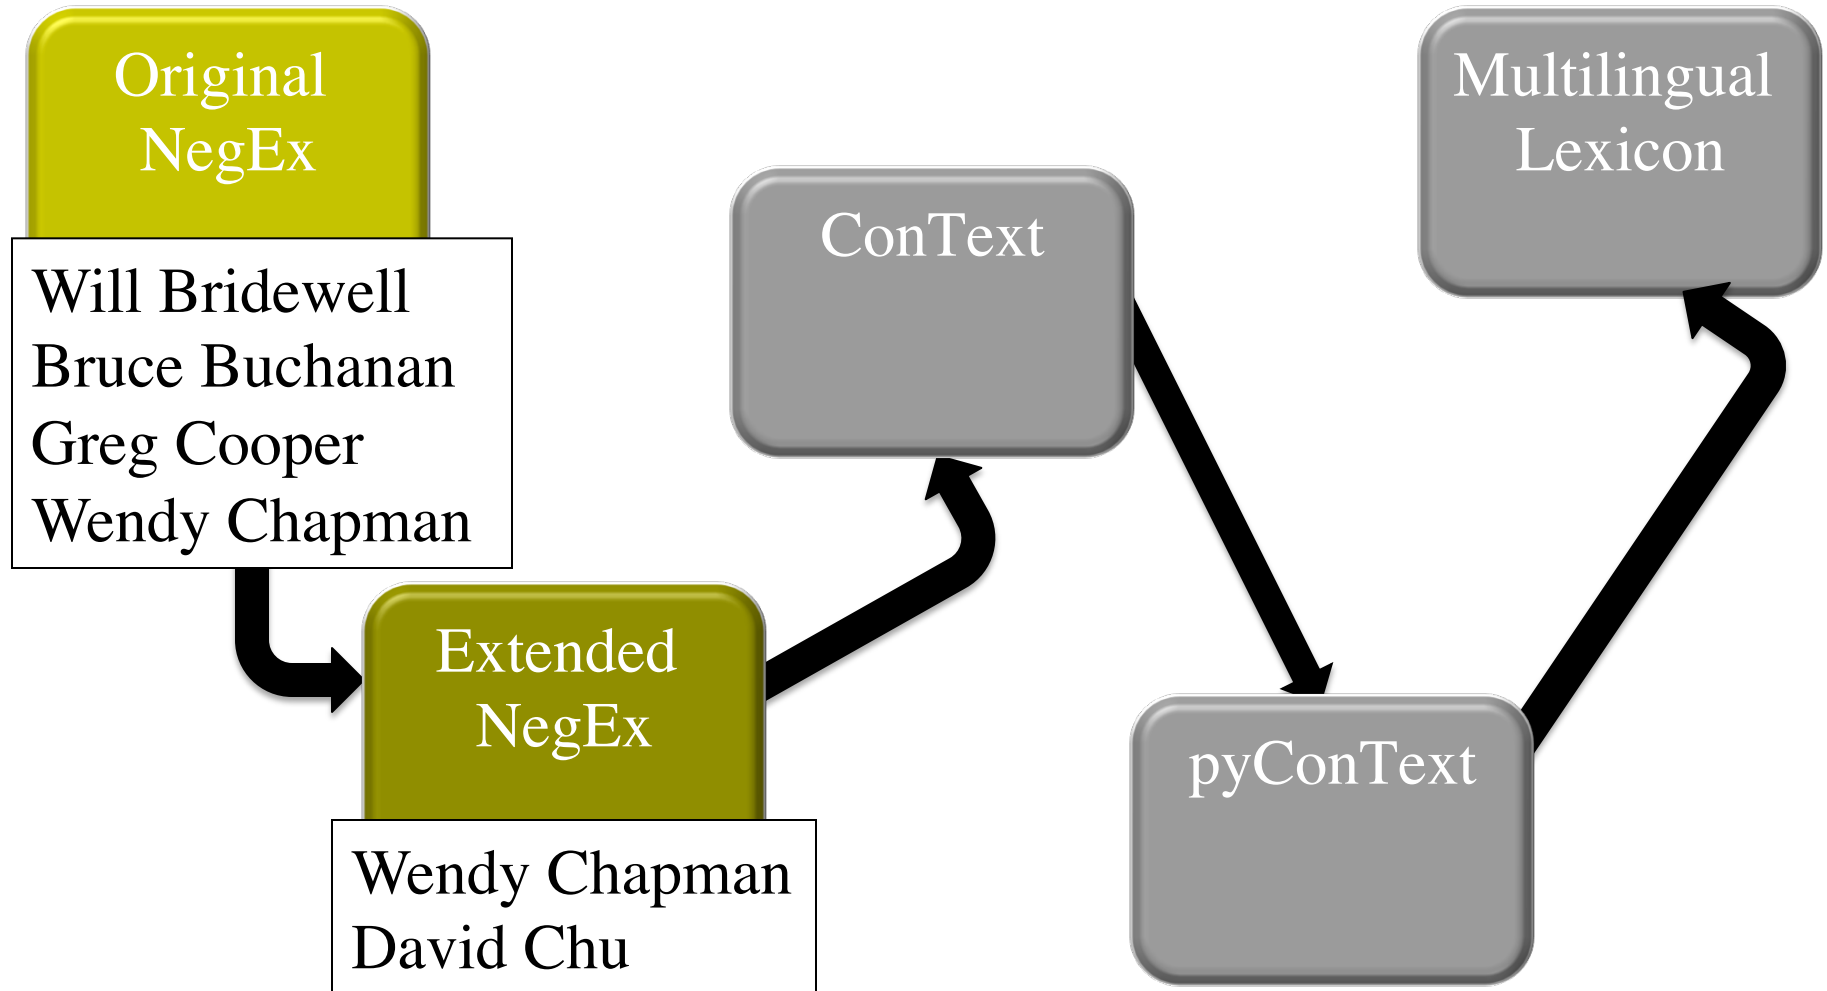 Original
NegEx
Will Bridewell
Bruce Buchanan
Greg Cooper
Wendy Chapman
Extended
NegEx
Wendy Chapman
David Chu
ConText
pyConText
Multilingual
Lexicon